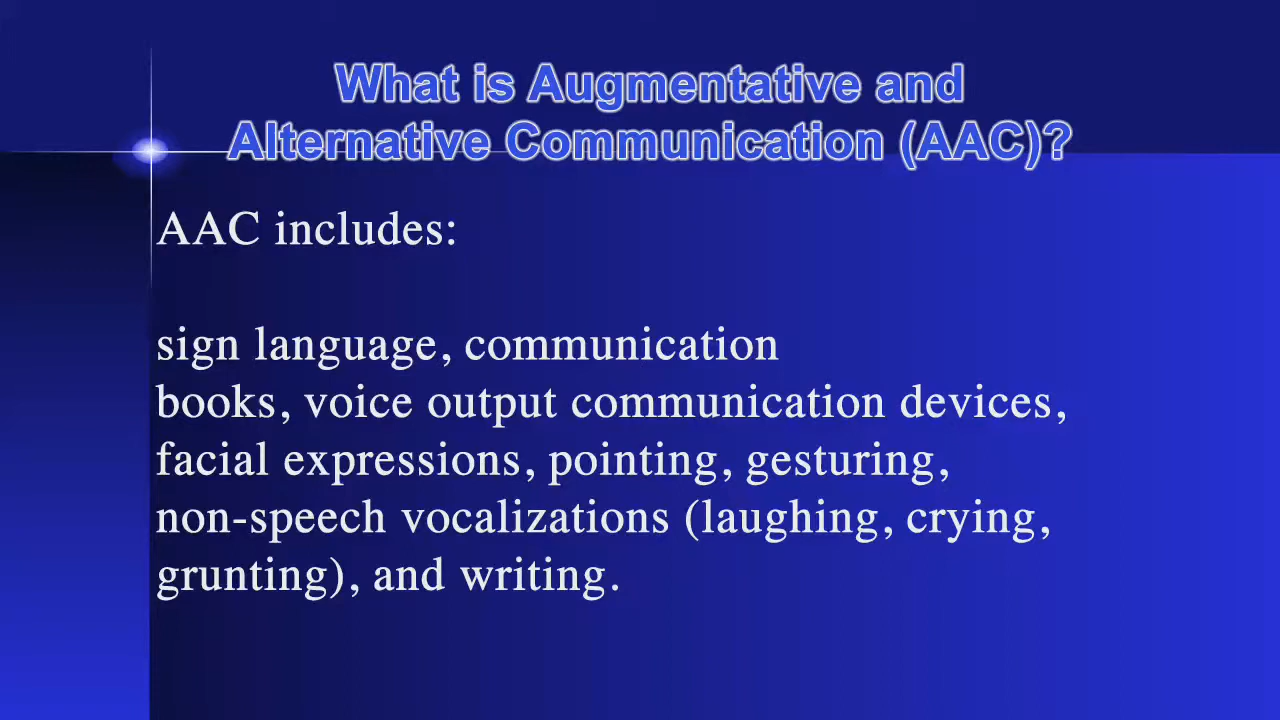 What is Augmentative and
Alternative Communication (AAC)?
AAC includes:
sign language, communication
books, voice output communication devices,
facial expressions, pointing, gesturing,
non-speech vocalizations (laughing, crying,
grunting), and writing.